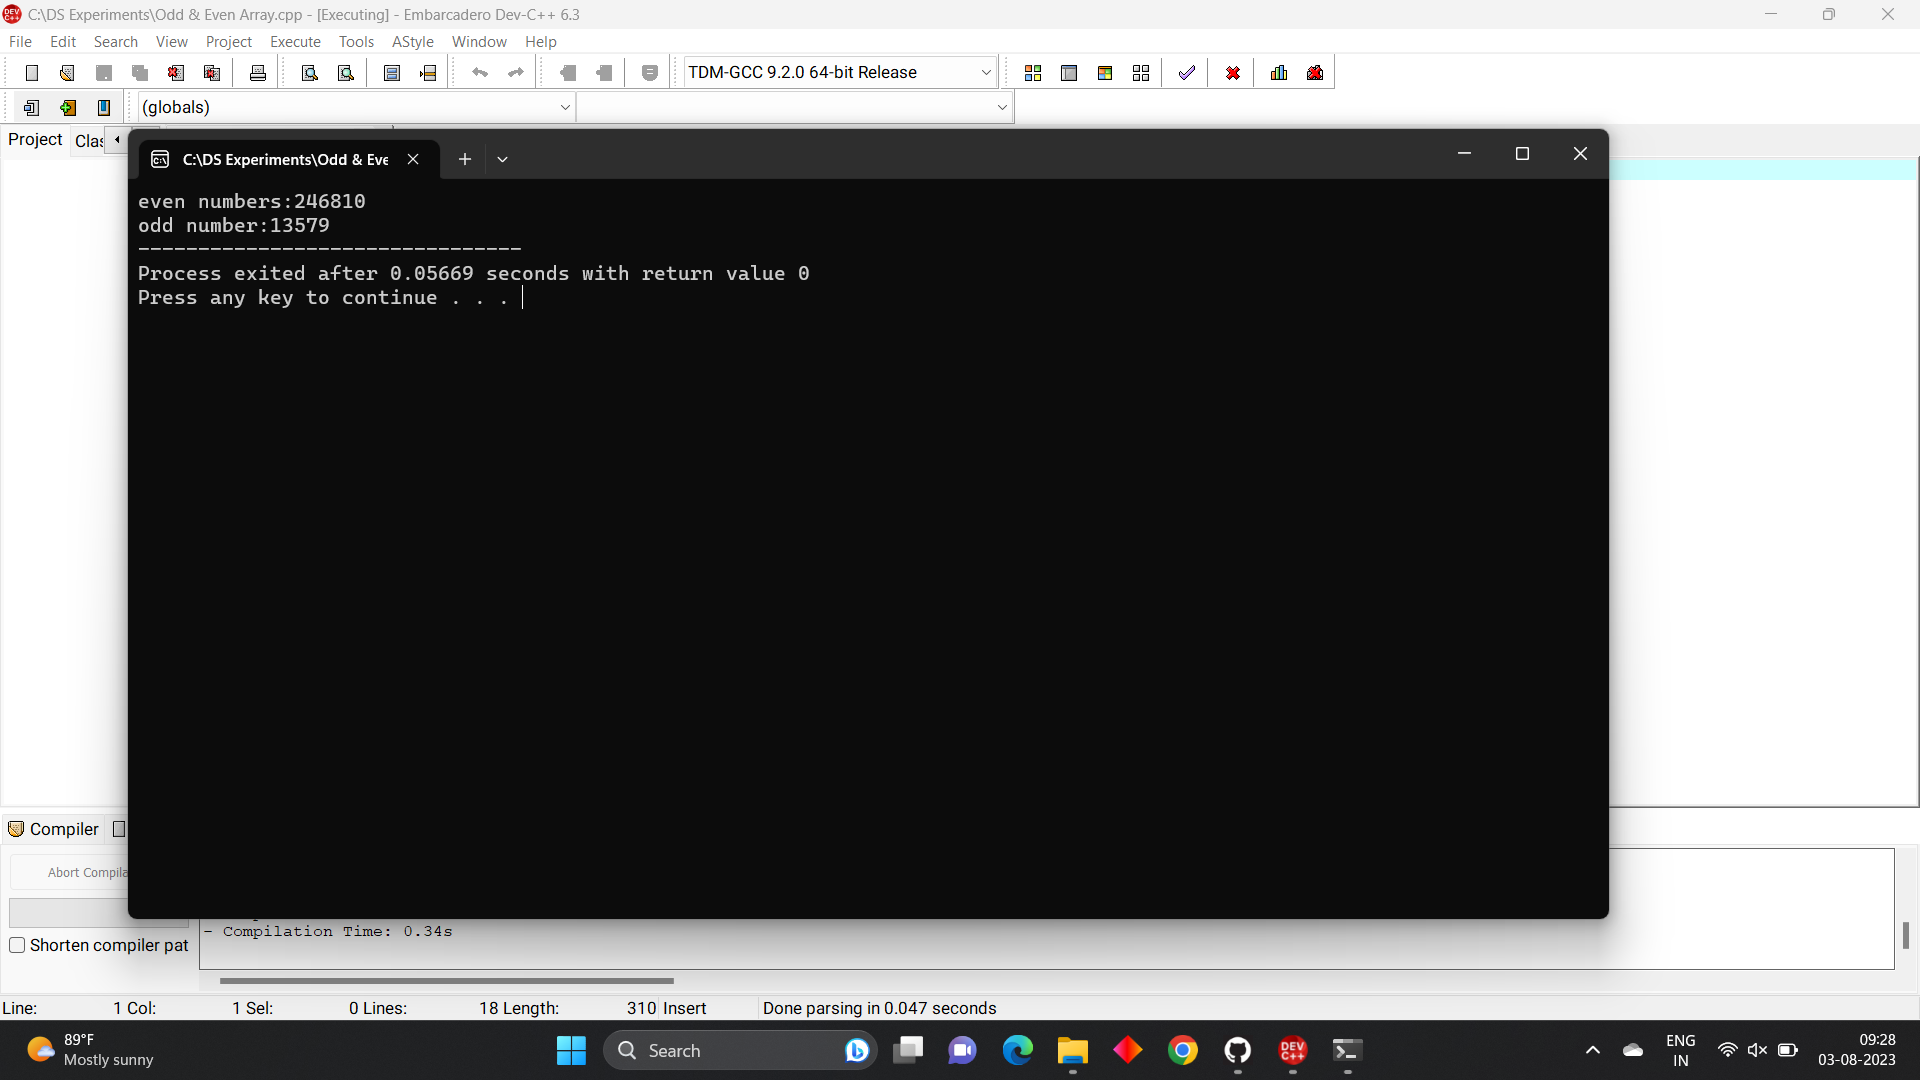 C:\DS Experiments\Odd & Even Array.cpp - [Executing] - Embarcadero Dev-C++ 6.3
File Edit Search View Project Execute Tools AStyle Window Help
TDM-GCC 9.2.0 64-bit Release
(globals)
Project Clas
C:\DS Experiments\Odd & Eve
even numbers:246810
odd number:13579
--------------------------------
Process exited after 0.05669 seconds with return value 0
Press any key to continue . . .
Compiler
Abort Compila
- Compilation Time: 0.34s
Shorten compiler pat
Line: 1 Col: 1 Sel: 0 Lines: 18 Length: 310 Insert Done parsing in 0.047 seconds
89°F
Mostly sunny
Search
DEV C++
ENG
IN
09:28
03-08-2023